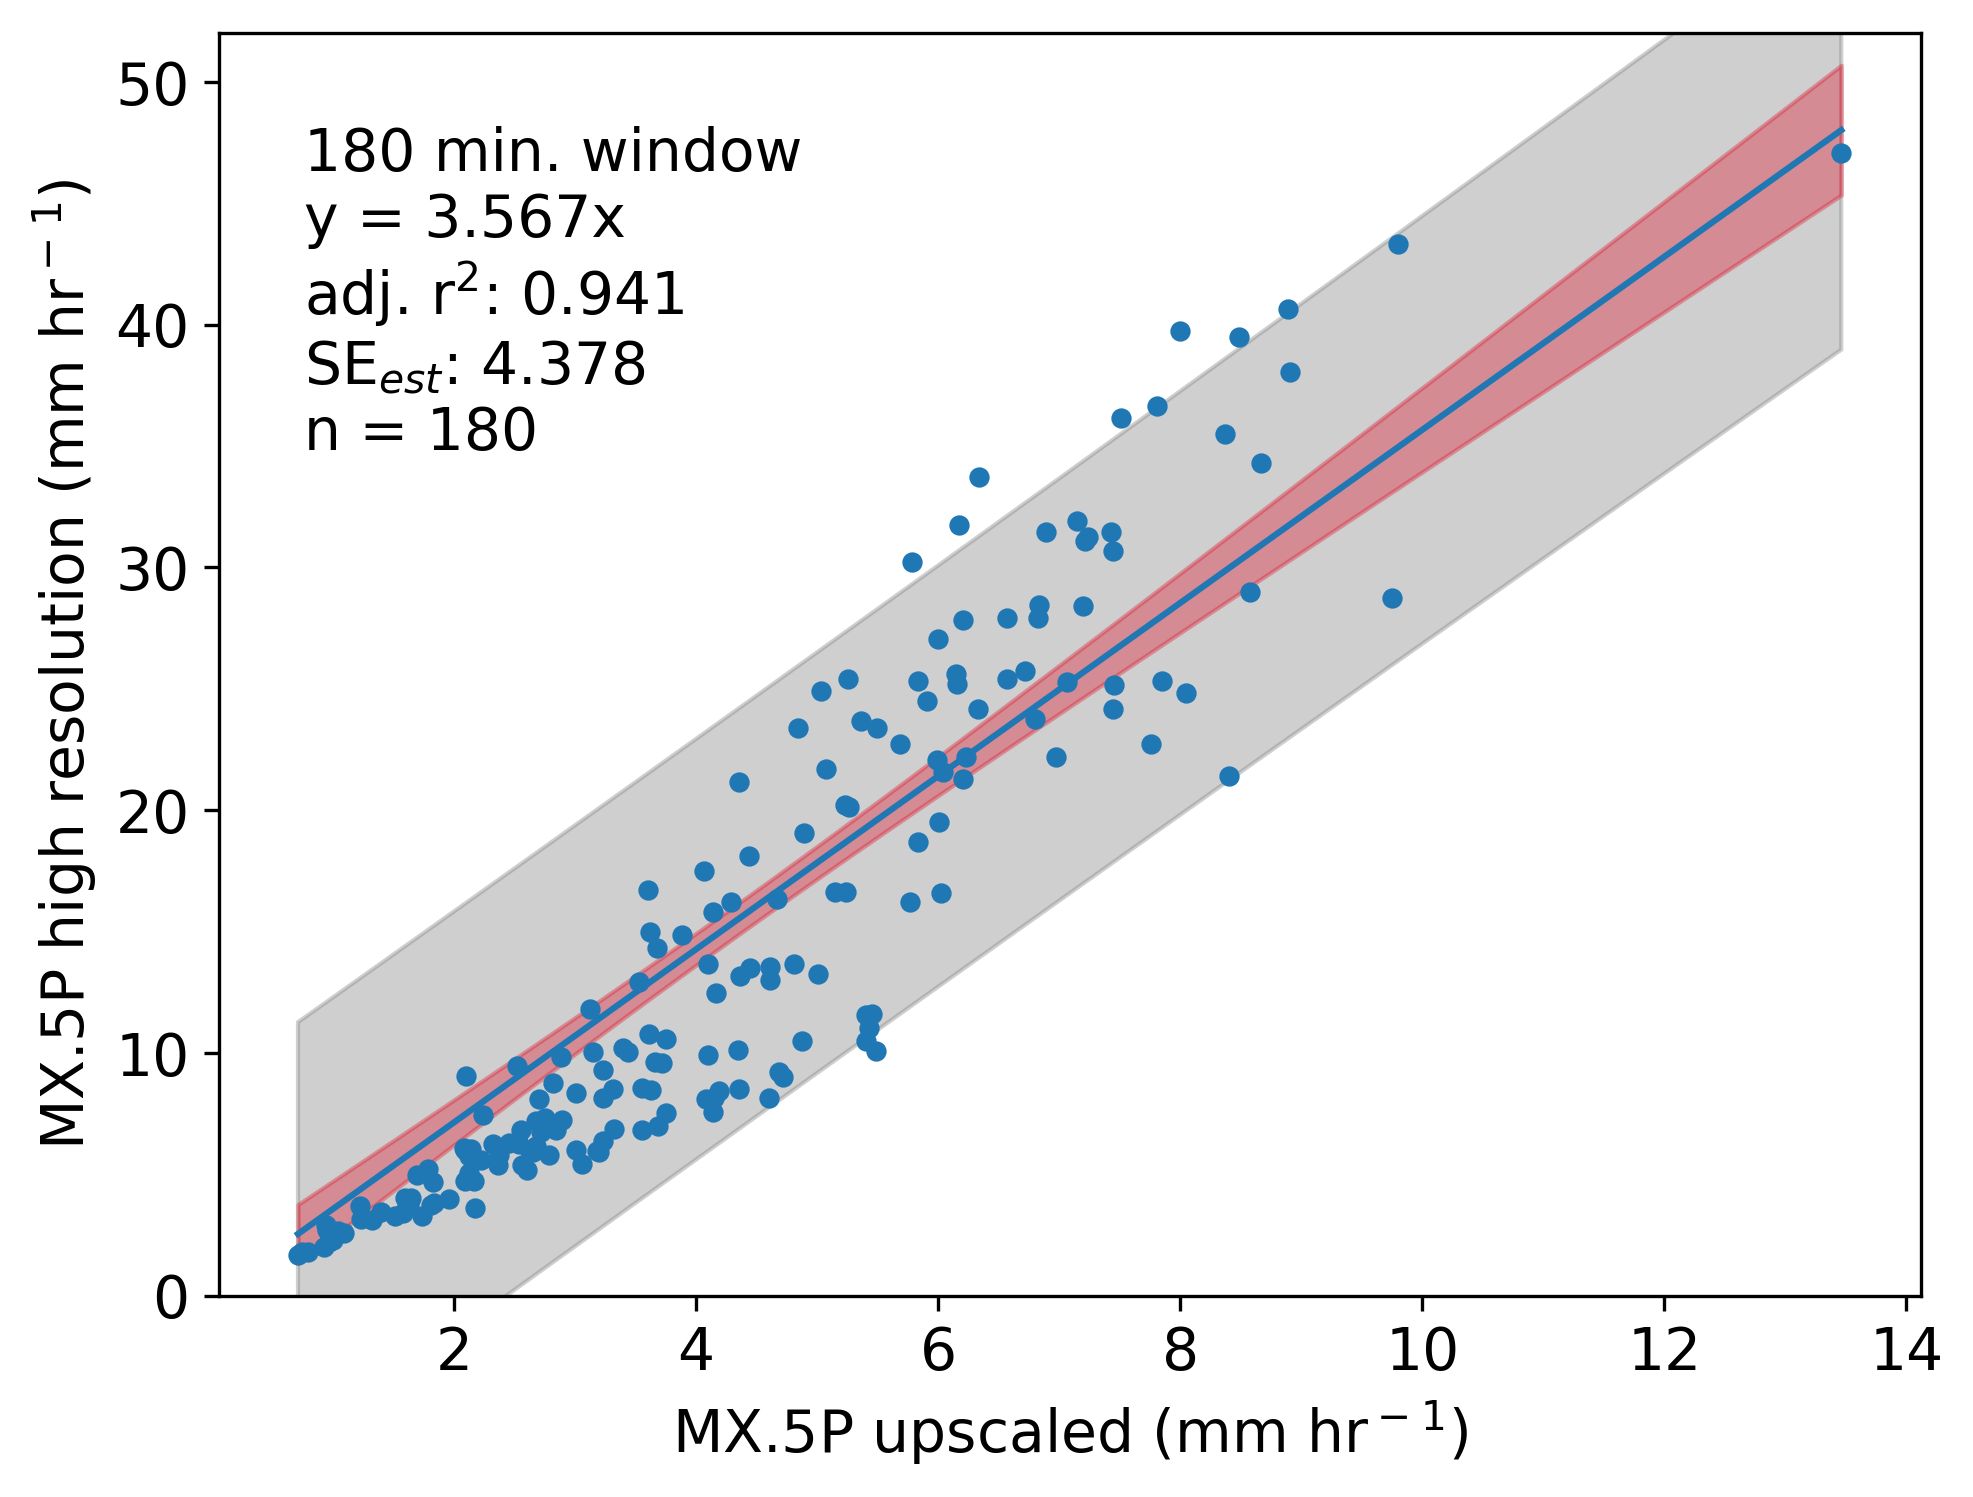 50
40
30
20
10
0
MX.5P high resolution (mm hr⁻¹)
180 min. window
y = 3.567x
adj. r²: 0.941
SEest: 4.378
n = 180
2 4 6 8 10 12 14
MX.5P upscaled (mm hr⁻¹)